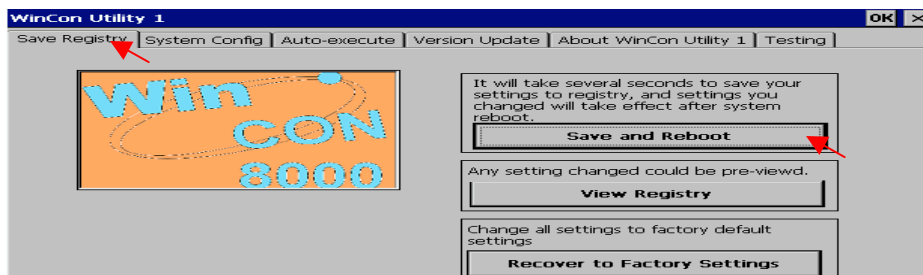 WinCon Utility 1
OK ×
Save Registry System Config Auto-execute Version Update About WinCon Utility 1 Testing
Win
CON
8000
It will take several seconds to save your
settings to registry, and settings you
changed will take effect after system
reboot.
Save and Reboot
Any setting changed could be pre-viewd.
View Registry
Change all settings to factory default
settings
Recover to Factory Settings